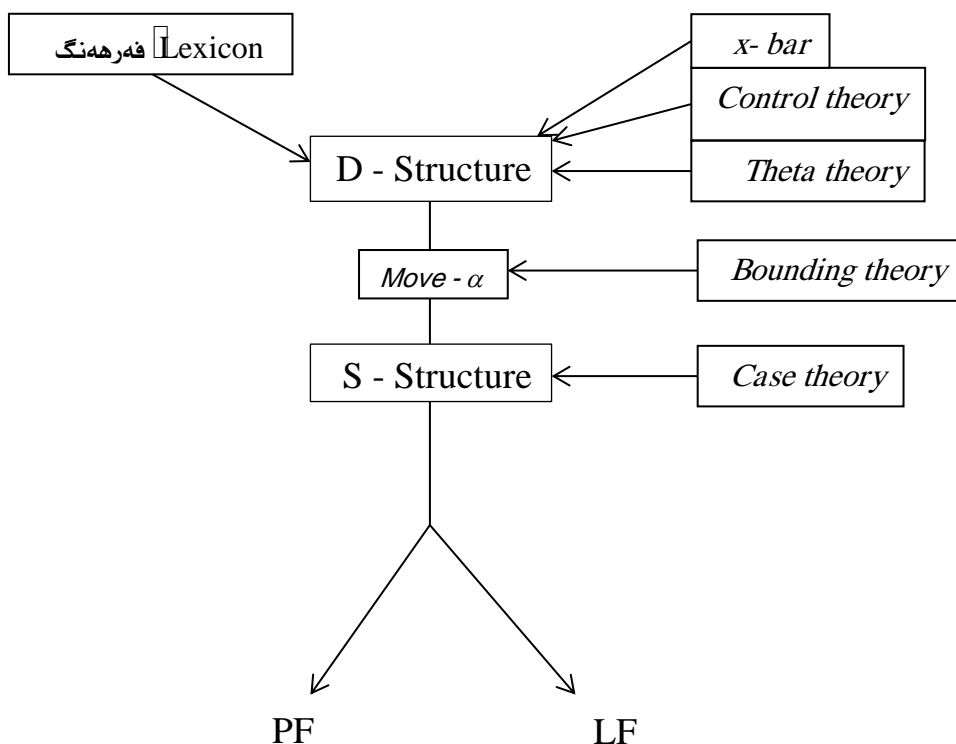 فەرهەنگ Lexicon
x- bar
Control theory
D - Structure
Theta theory
Move - α
Bounding theory
S - Structure
Case theory
PF
LF